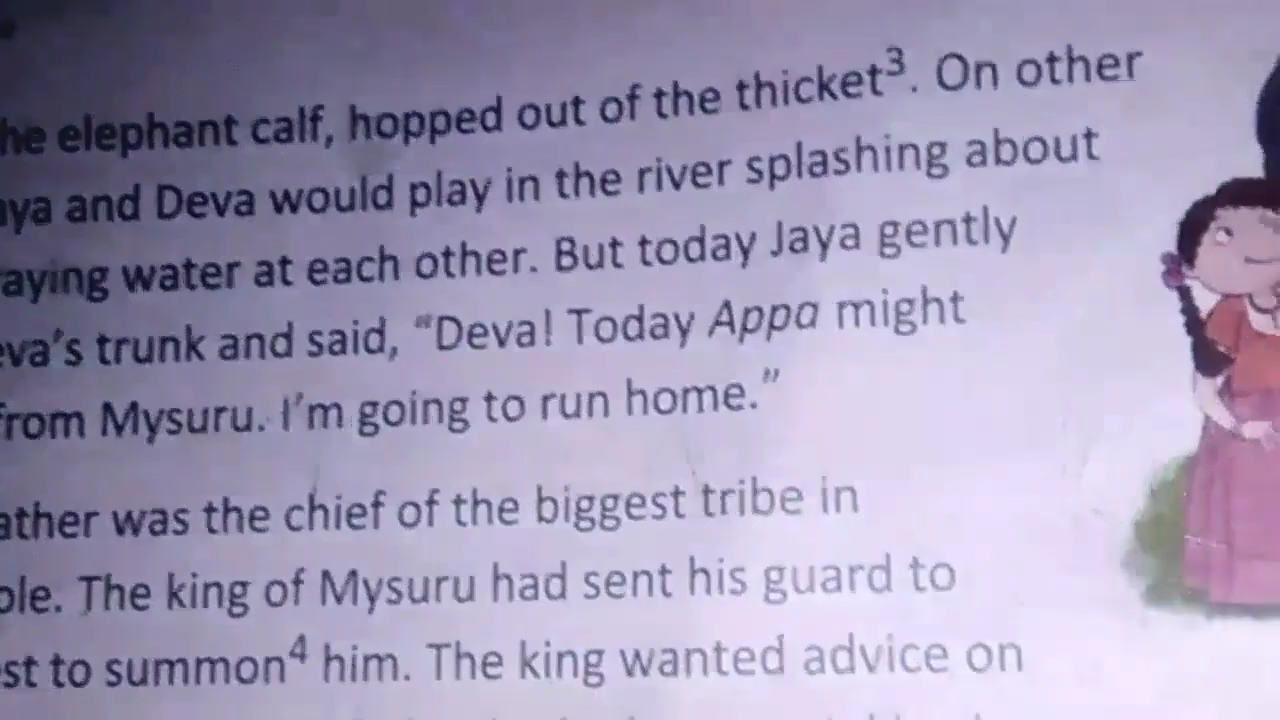 he elephant calf, hopped out of the thicket³. On other
aya and Deva would play in the river splashing about
aying water at each other. But today Jaya gently
eva's trunk and said, “Deva! Today Appa might
from Mysuru. I'm going to run home.”
ather was the chief of the biggest tribe in
ole. The king of Mysuru had sent his guard to
st to summon⁴ him. The king wanted advice on